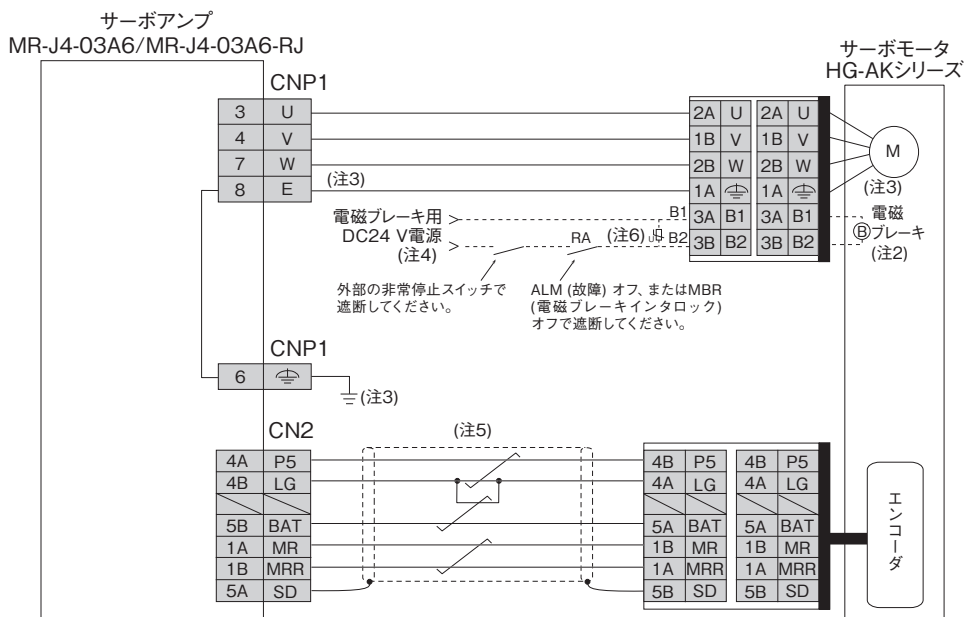 サーボアンプ
MR-J4-03A6/MR-J4-03A6-RJ
サーボモータ
HG-AKシリーズ
CNP1
3 U
4 V
7 W
8 E
(注3)
2A U 2A U
1B V 1B V
2B W 2B W
1A 1A
3A B1 3A B1
3B B2 3B B2
M
(注3)
電磁
Ⓑブレーキ
(注2)
電磁ブレーキ用
DC24 V電源
(注4)
B1
RA (注6) U B2
外部の非常停止スイッチで
遮断してください。
ALM (故障) オフ、またはMBR
(電磁ブレーキインタロック)
オフで遮断してください。
CNP1
6
(注3)
CN2
(注5)
4A P5
4B LG
5B BAT
1A MR
1B MRR
5A SD
4B P5 4B P5
4A LG 4A LG
5A BAT 5A BAT
1B MR 1B MR
1A MRR 1A MRR
5B SD 5B SD
エンコーダ